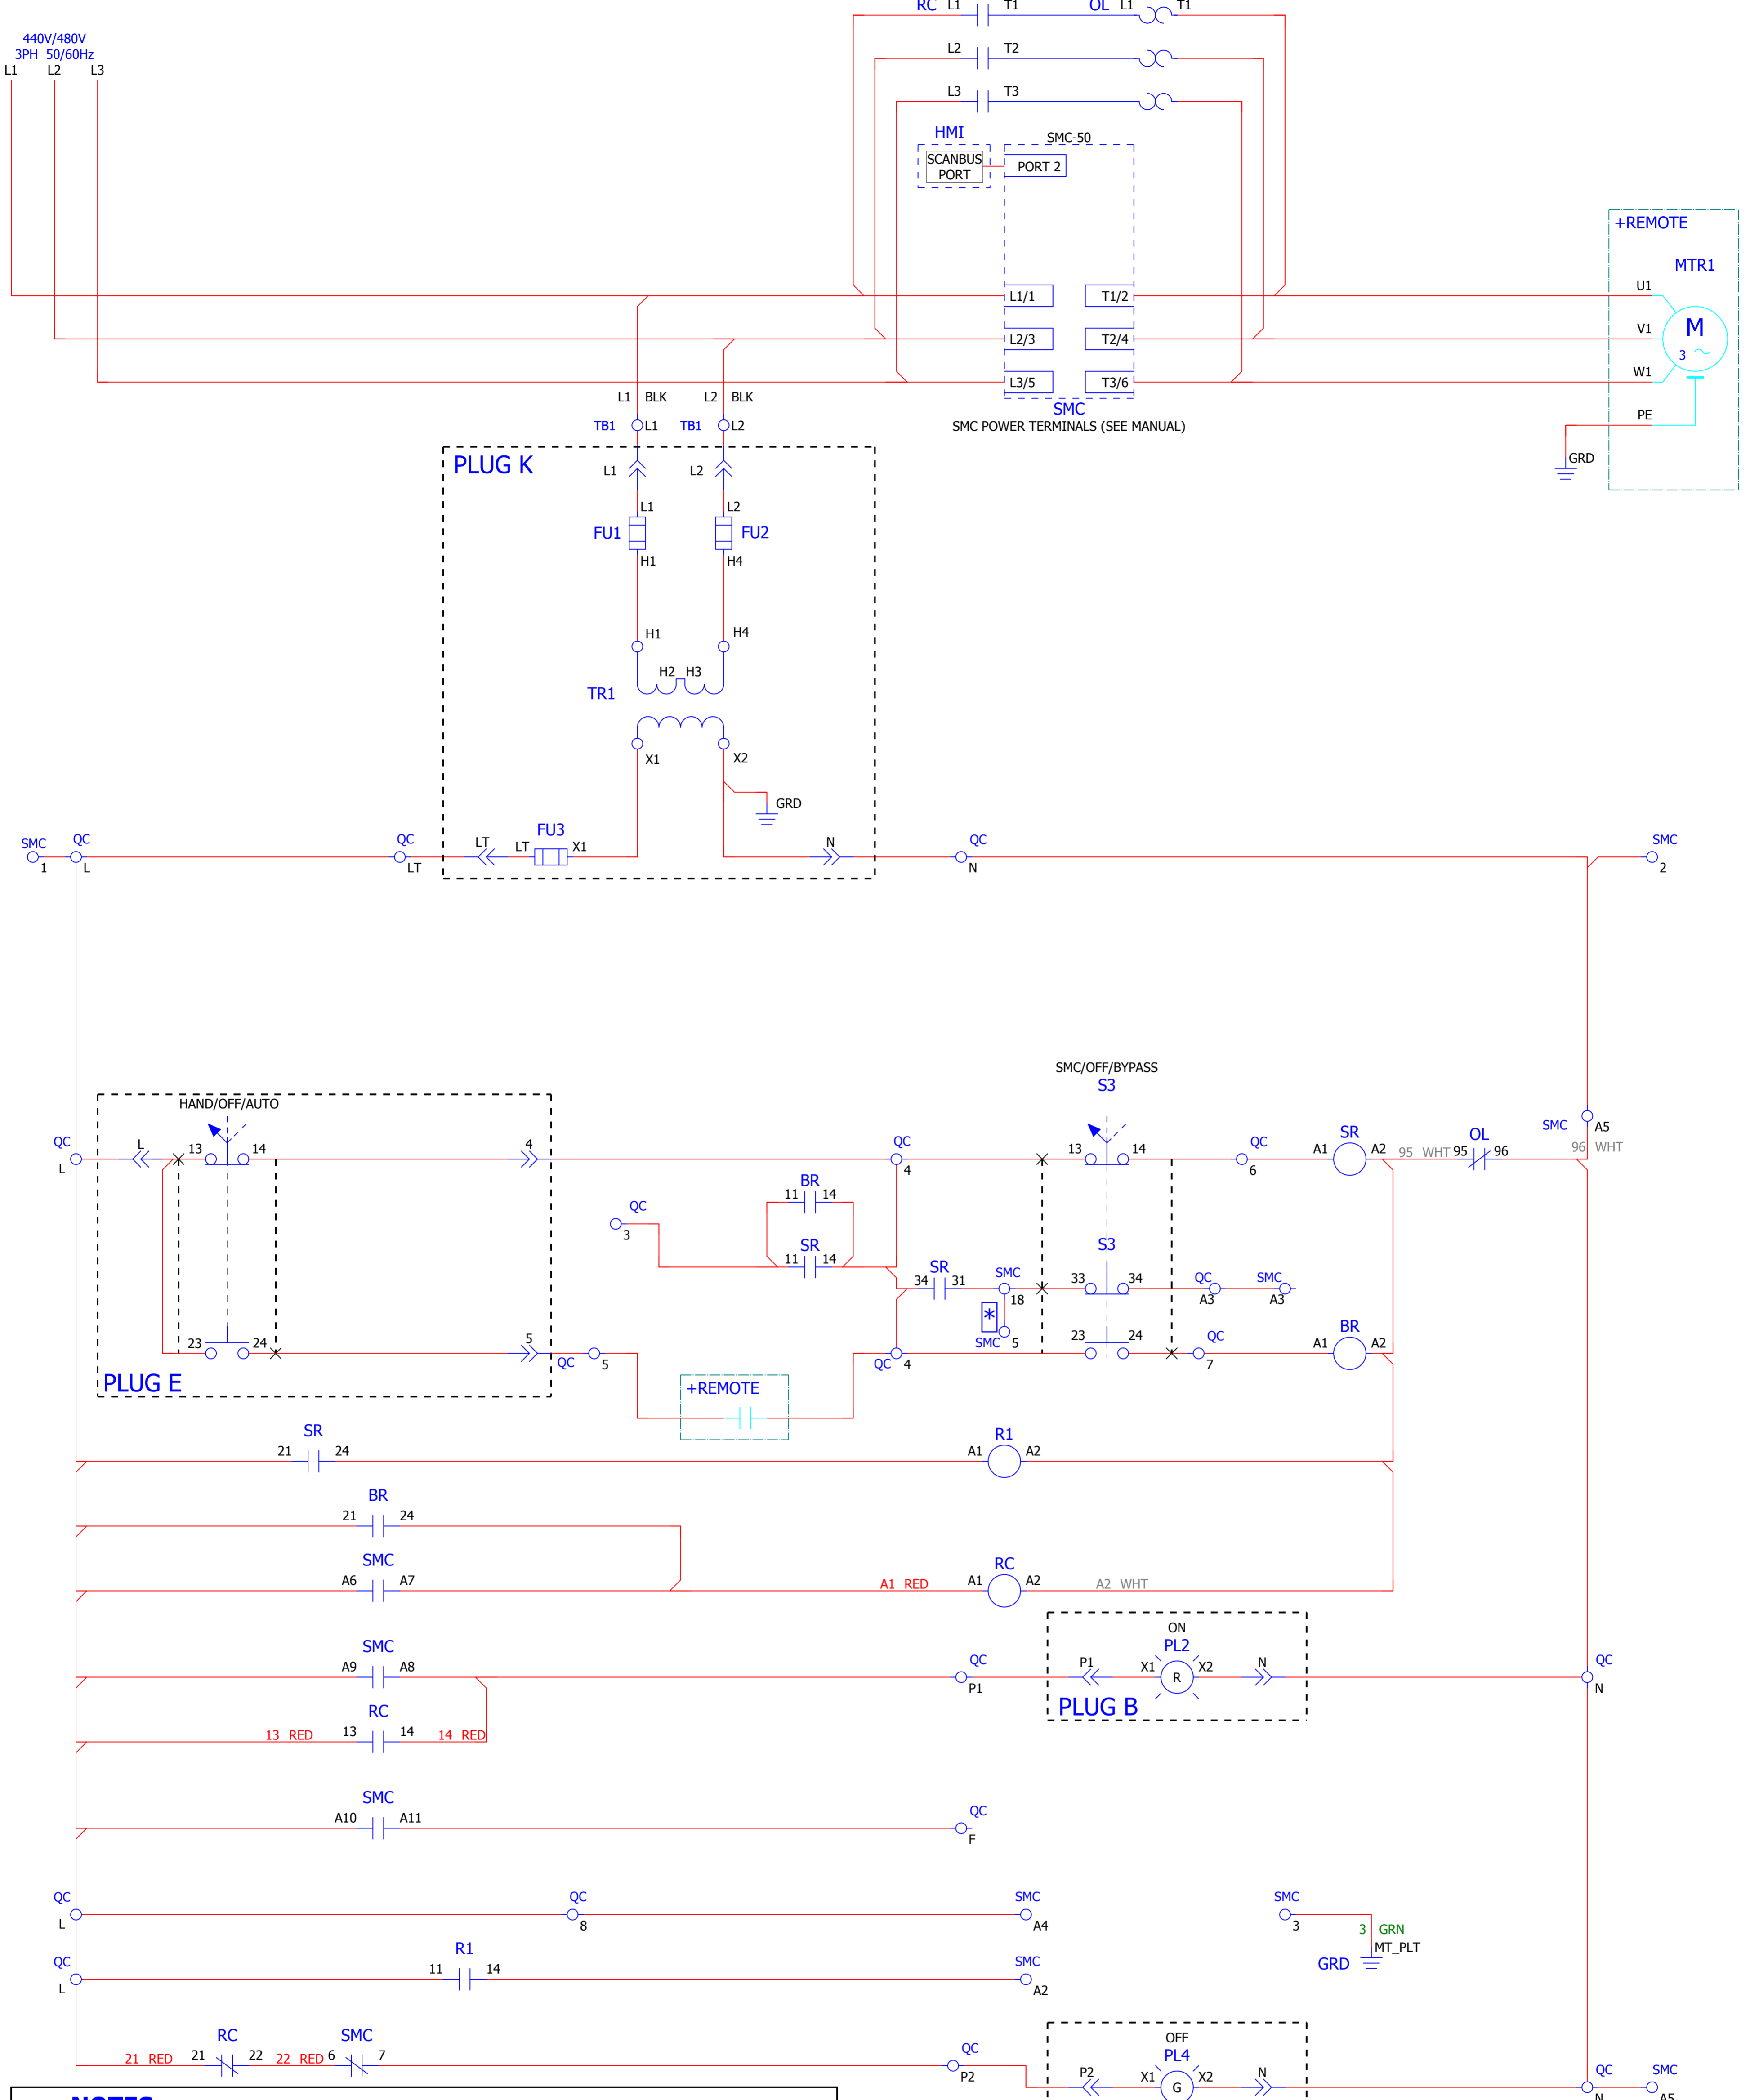 RC L1 T1 OL L1 T1
440V/480V
3PH 50/60Hz
L1 L2 L3
L2 T2
L3 T3
HMI
SMC-50
SCANBUS
PORT
PORT 2
+REMOTE
MTR1
U1
L1/1 T1/2
V1
M
3
L2/3 T2/4
W1
L3/5 T3/6
L1 BLK L2 BLK
SMC
PE
TB1 L1 TB1 L2
SMC POWER TERMINALS (SEE MANUAL)
GRD
PLUG K
L1 L2
L1 L2
FU1 FU2
H1 H4
H1 H4
H2 H3
TR1
X1 X2
GRD
SMC QC QC FU3 QC SMC
LT LT X1 N
1 L LT N 2
SMC/OFF/BYPASS
S3
HAND/OFF/AUTO
SMC A5
QC L 13 14 4 QC 13 14 QC SR OL
A1 A2 95 WHT 95 96 96 WHT
L 4 6
BR
11 14
QC
3
SR
11 14
S3
SR
34 31 SMC 33 34 QC SMC
18 A3 A3
*
SMC 5
23 24 5 23 24 QC BR
A1 A2
QC 5 QC 4 7
PLUG E
+REMOTE
SR R1
21 24 A1 A2
BR
21 24
SMC RC
A6 A7 A1 RED A1 A2 A2 WHT
ON
SMC PL2
QC QC
A9 A8 P1 X1 R X2 N
P1 N
PLUG B
RC
13 RED 13 14 14 RED
SMC
A10 A11 QC
F
QC QC SMC SMC
L 8 A4 3
3 GRN
MT_PLT
GRD
R1
QC 11 14 SMC
L A2
OFF
RC SMC PL4
QC
21 RED 21 22 22 RED 6 7
P2
P2 X1 G X2 N
QC SMC
N A5
NOTES